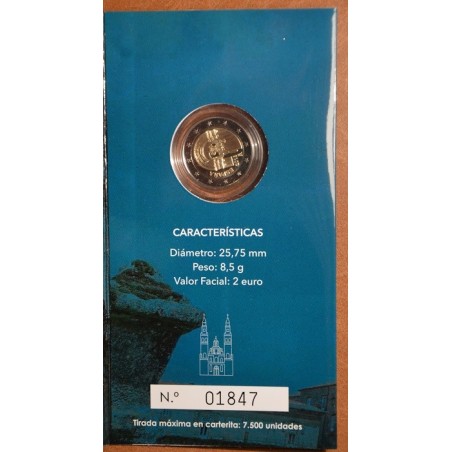 CARACTERÍSTICAS
Diámetro: 25,75 mm
Peso: 8,5 g
Valor Facial: 2 euro
N.º 01847
Tirada máxima en carterita: 7.500 unidades